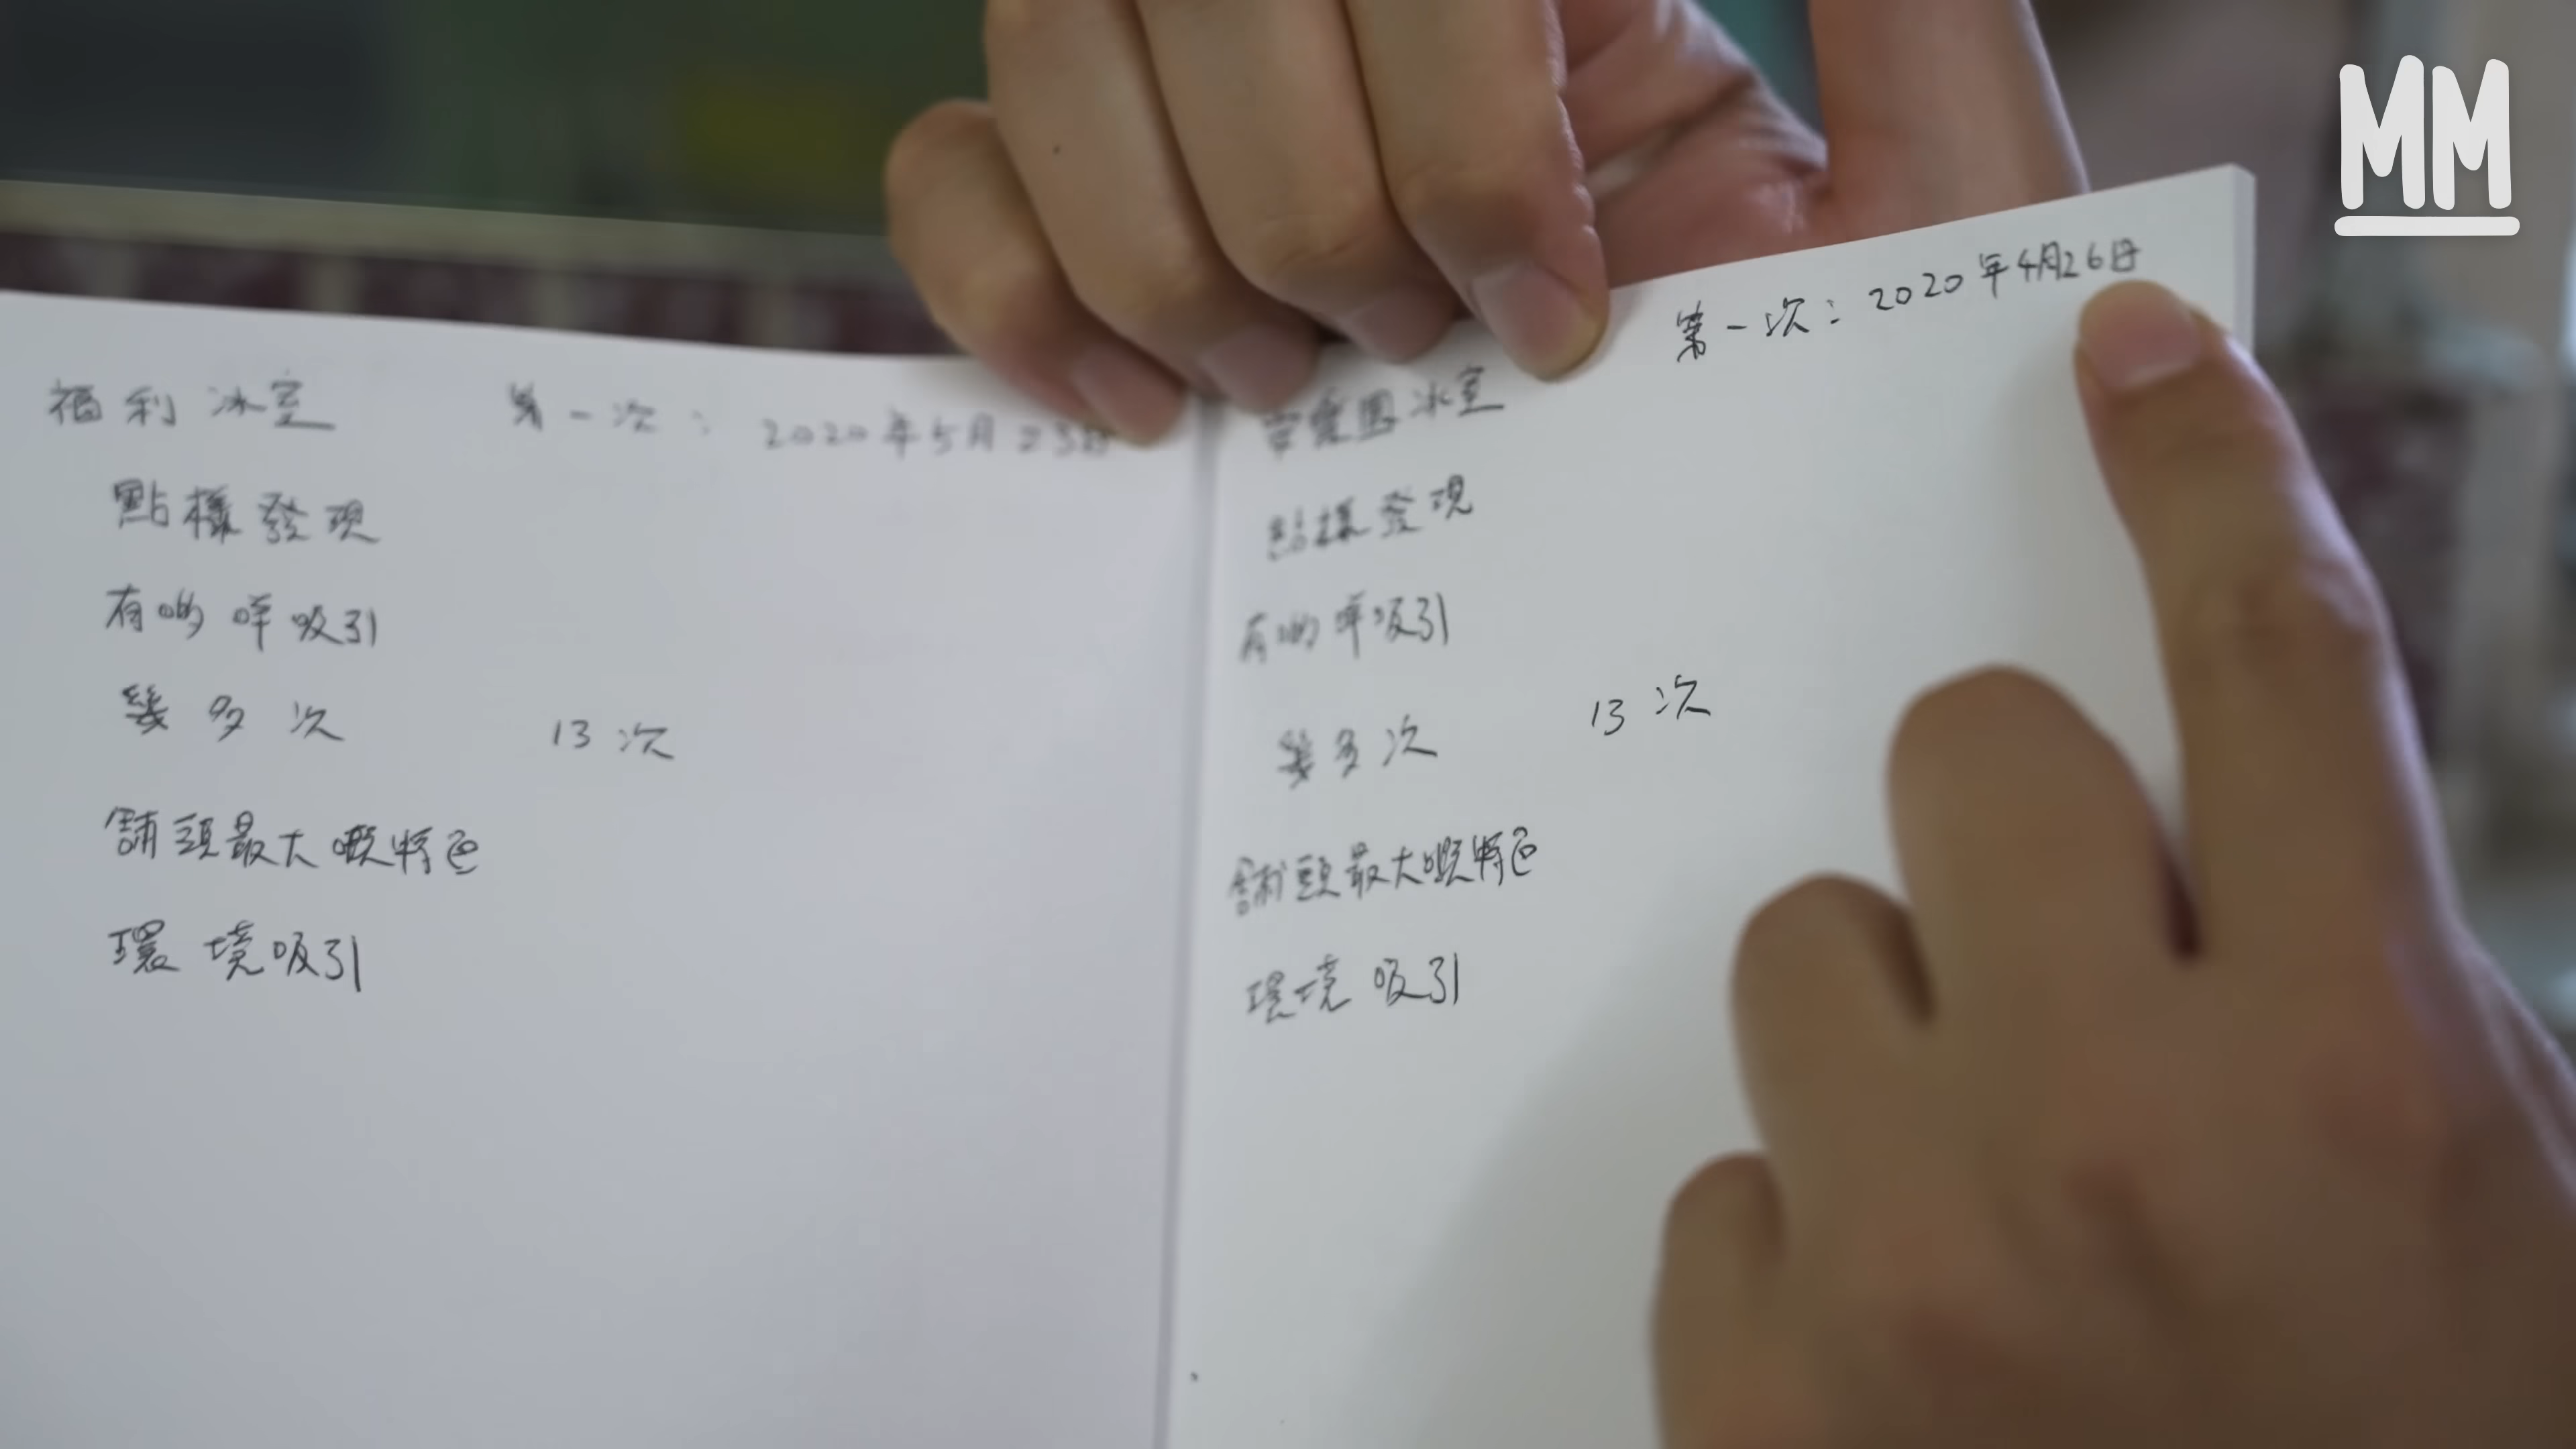 MM
福利冰室 第一次： 2020年5月23日
點樣發現
有啲咩吸引
幾多次 13次
舖頭最大嘅特色
環境吸引
第一次： 2020年4月26日
冰室
點樣發現
有啲咩吸引
幾多次 13次
舖頭最大嘅特色
環境吸引